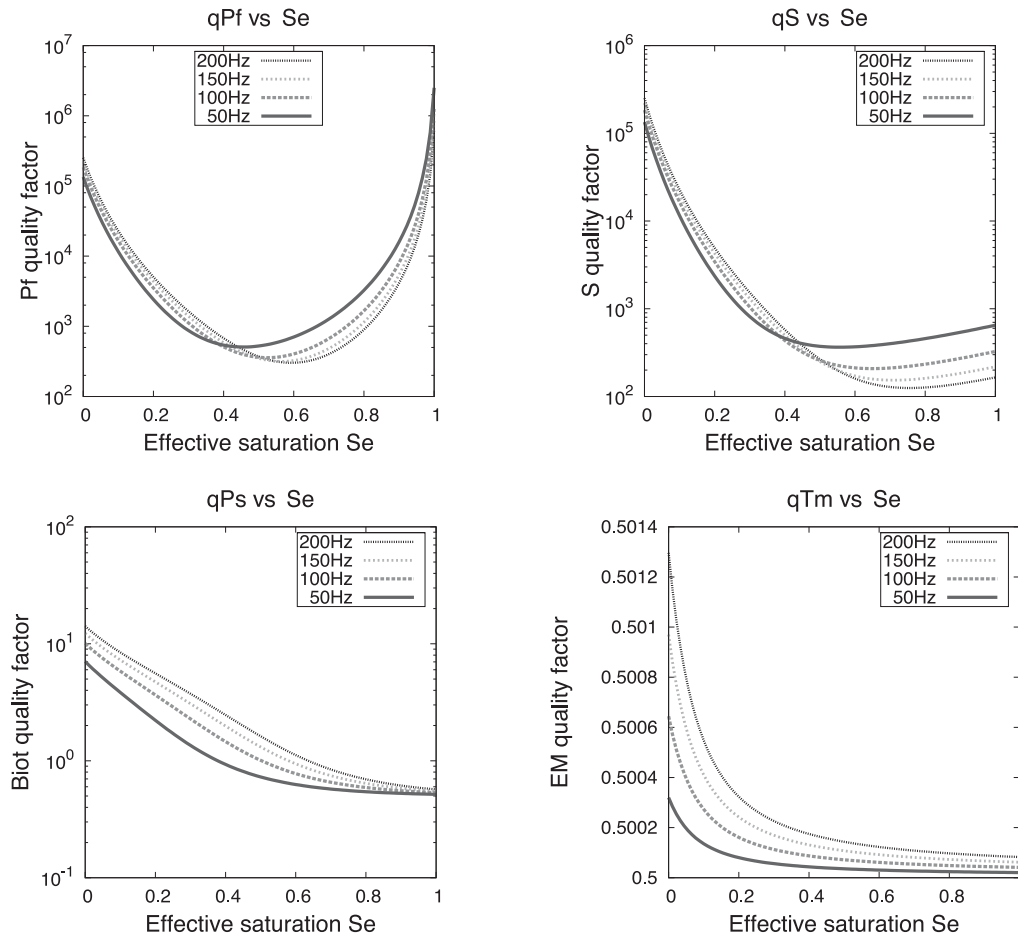 qPf vs Se
10^7
10^6
10^5
10^4
10^3
10^2
0 0.2 0.4 0.6 0.8 1
200Hz
150Hz
100Hz
50Hz
Pf quality factor
Effective saturation Se
qS vs Se
10^6
10^5
10^4
10^3
10^2
0 0.2 0.4 0.6 0.8 1
200Hz
150Hz
100Hz
50Hz
S quality factor
Effective saturation Se
qPs vs Se
10^2
10^1
10^0
10^-1
0 0.2 0.4 0.6 0.8 1
200Hz
150Hz
100Hz
50Hz
Biot quality factor
Effective saturation Se
qTm vs Se
0.5014
0.5012
0.501
0.5008
0.5006
0.5004
0.5002
0.5
0 0.2 0.4 0.6 0.8
200Hz
150Hz
100Hz
50Hz
EM quality factor
Effective saturation Se